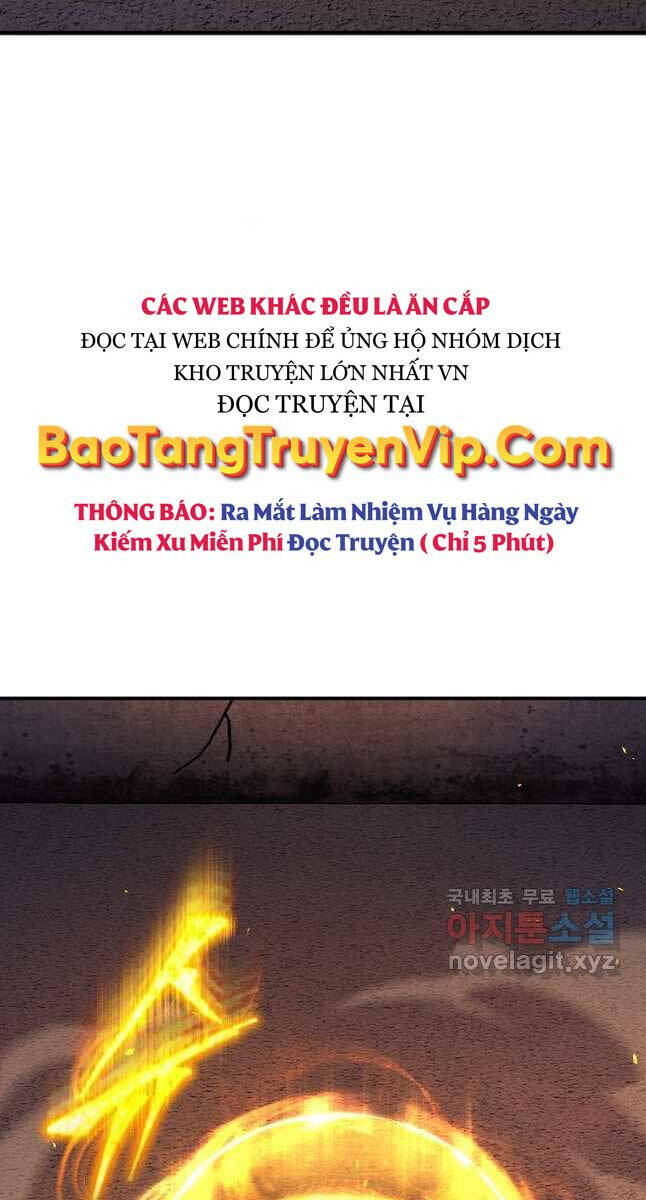 CÁC WEB KHÁC ĐỀU LÀ ĂN CẮP
ĐỌC TẠI WEB CHÍNH ĐỂ ỦNG HỘ NHÓM DỊCH
KHO TRUYỆN LỚN NHẤT VN
ĐỌC TRUYỆN TẠI
BaoTangTruyenVip.Com
THÔNG BÁO: Ra Mắt Làm Nhiệm Vụ Hàng Ngày
Kiếm Xu Miễn Phí Đọc Truyện ( Chỉ 5 Phút)
국내최초 무료 웹소설
아지툰소설
novelagit.xyz